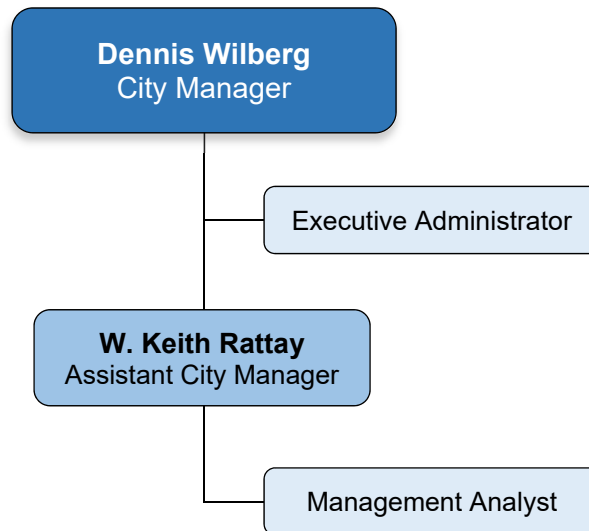 Dennis Wilberg
City Manager
Executive Administrator
W. Keith Rattay
Assistant City Manager
Management Analyst